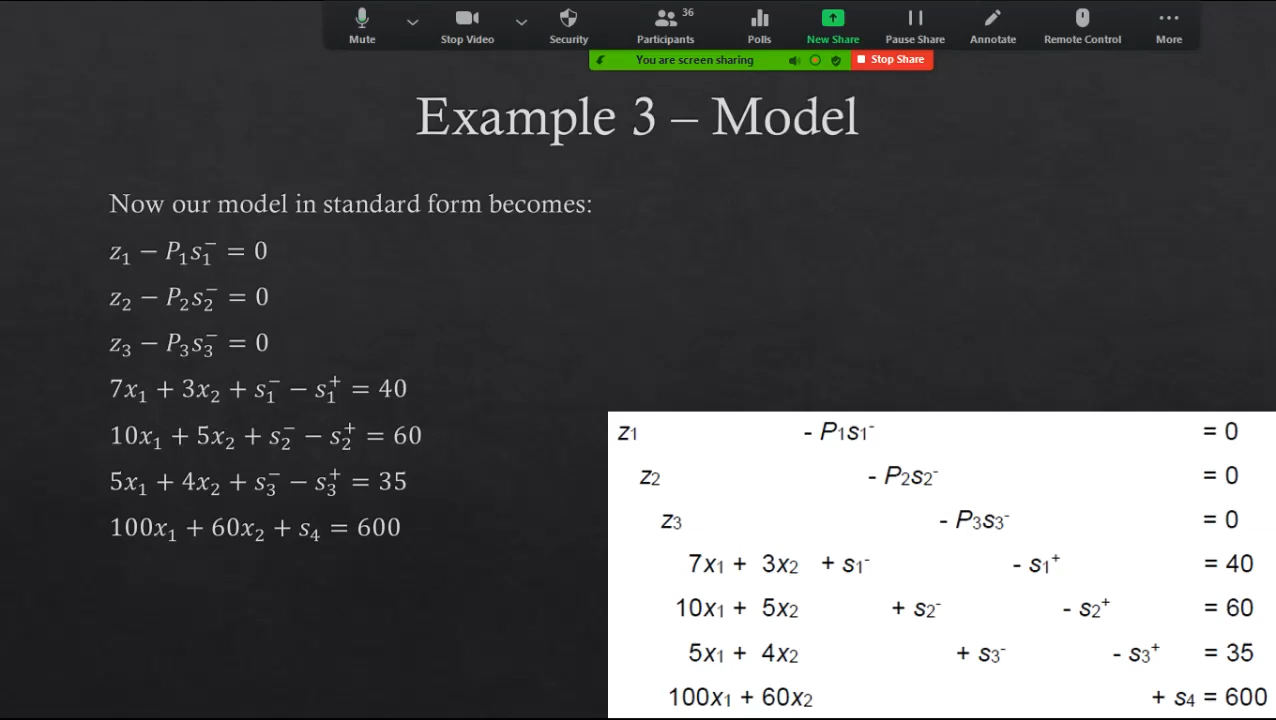 36
Mute Stop Video Security Participants Polls New Share Pause Share Annotate Remote Control More
You are screen sharing Stop Share
Example 3 – Model
Now our model in standard form becomes:
z₁ − P₁s₁⁻ = 0
z₂ − P₂s₂⁻ = 0
z₃ − P₃s₃⁻ = 0
7x₁ + 3x₂ + s₁⁻ − s₁⁺ = 40
10x₁ + 5x₂ + s₂⁻ − s₂⁺ = 60
5x₁ + 4x₂ + s₃⁻ − s₃⁺ = 35
100x₁ + 60x₂ + s₄ = 600
z₁ - P₁s₁⁻ = 0
z₂ - P₂s₂⁻ = 0
z₃ - P₃s₃⁻ = 0
7x₁ + 3x₂ + s₁⁻ - s₁⁺ = 40
10x₁ + 5x₂ + s₂⁻ - s₂⁺ = 60
5x₁ + 4x₂ + s₃⁻ - s₃⁺ = 35
100x₁ + 60x₂ + s₄ = 600